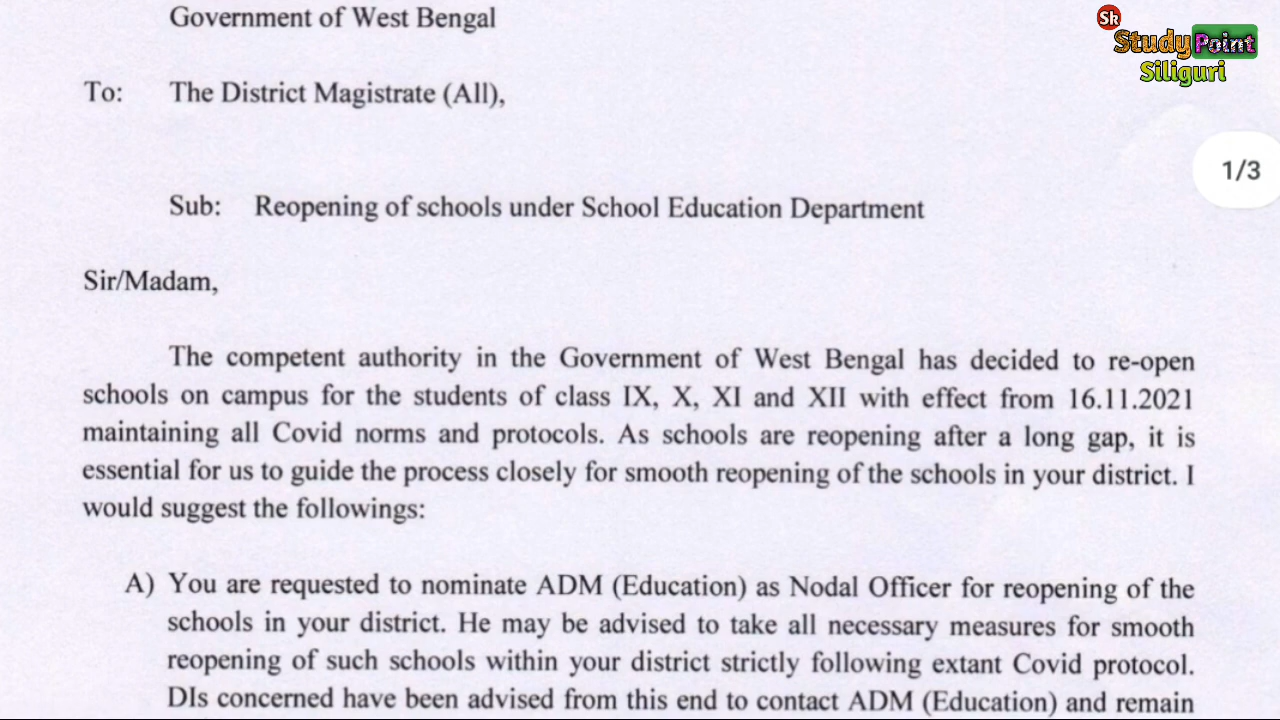 Government of West Bengal
Sk
Study Point
Siliguri
To: The District Magistrate (All),
1/3
Sub: Reopening of schools under School Education Department
Sir/Madam,
The competent authority in the Government of West Bengal has decided to re-open
schools on campus for the students of class IX, X, XI and XII with effect from 16.11.2021
maintaining all Covid norms and protocols. As schools are reopening after a long gap, it is
essential for us to guide the process closely for smooth reopening of the schools in your district. I
would suggest the followings:
A) You are requested to nominate ADM (Education) as Nodal Officer for reopening of the
schools in your district. He may be advised to take all necessary measures for smooth
reopening of such schools within your district strictly following extant Covid protocol.
DIs concerned have been advised from this end to contact ADM (Education) and remain